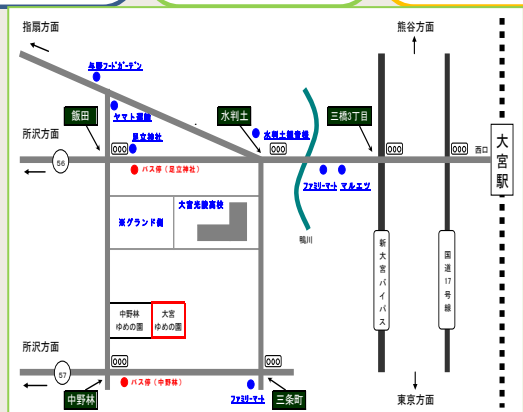 指扇方面
熊谷方面
与野フードガーデン
ヤマト運輸
飯田
水判土
三橋3丁目
所沢方面
足立神社
水判土観音様
56
バス停(足立神社)
西口
大宮駅
ファミリーマート
マルエツ
大宮光陵高校
※グランド側
鴨川
新大宮バイパス
国道17号線
中野林
ゆめの園
大宮
ゆめの園
所沢方面
57
バス停(中野林)
ファミリーマート
中野林
三条町
東京方面